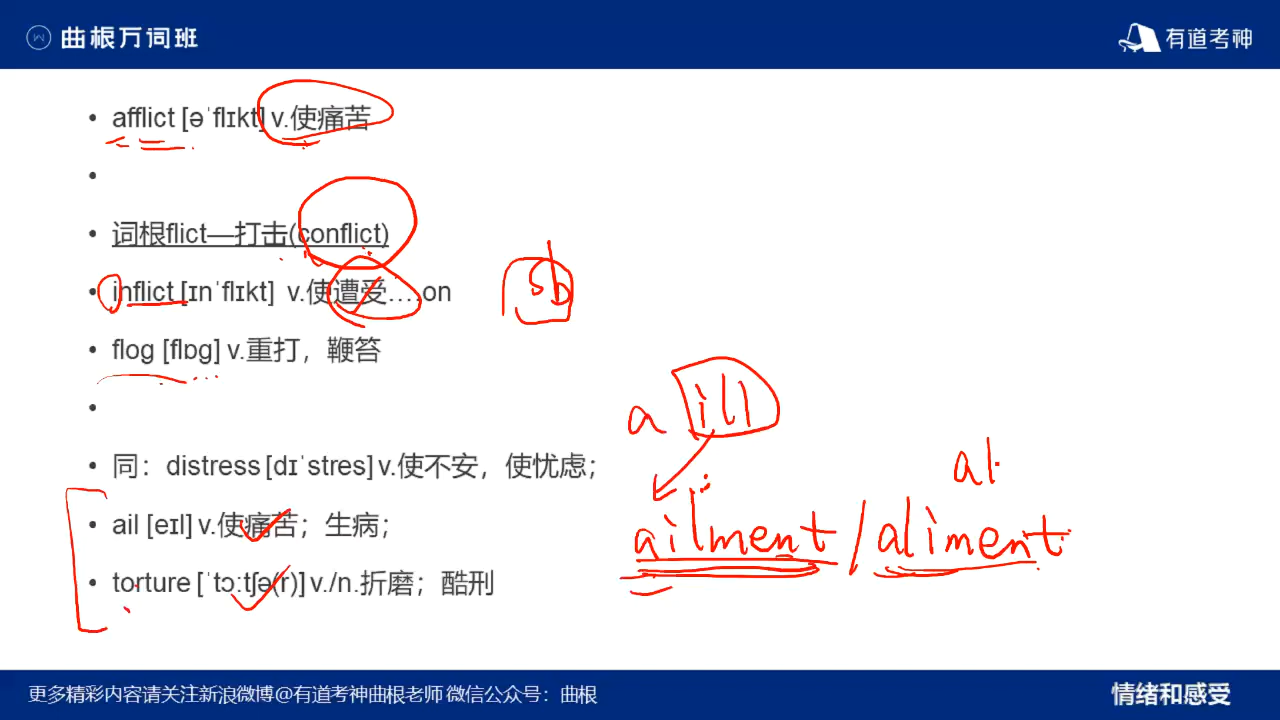 曲根万词班
有道考神
• afflict [əˈflɪkt] v.使痛苦
•
• 词根flict—打击(conflict)
• inflict [ɪnˈflɪkt] v.使遭受….on
sb
• flog [flɒg] v.重打，鞭笞
•
a ill
• 同：distress [dɪˈstres] v.使不安，使忧虑；
al
• ail [eɪl] v.使痛苦；生病；
ailment / aliment
• torture [ˈtɔːtʃə(r)] v./n.折磨；酷刑
更多精彩内容请关注新浪微博@有道考神曲根老师 微信公众号：曲根
情绪和感受